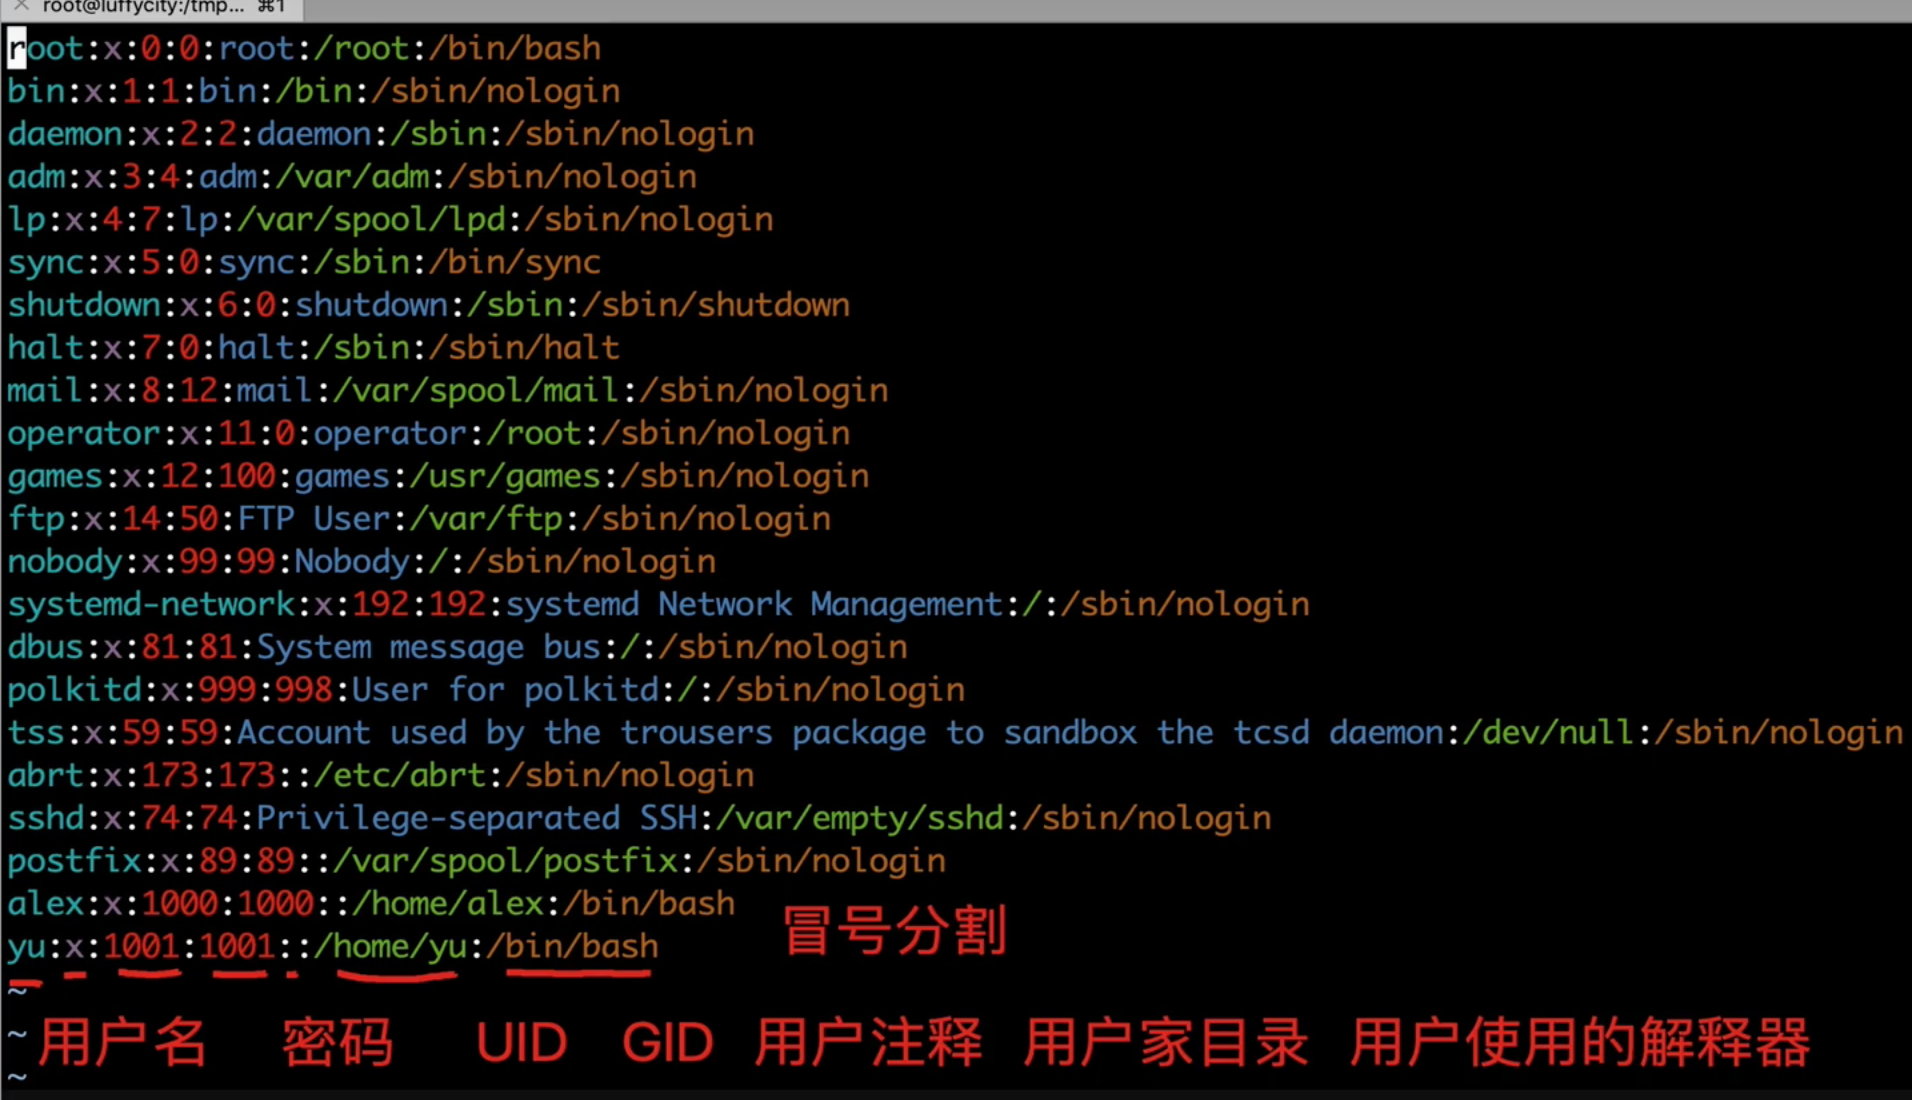 root@luffycity:/tmp... ⌘1
root:x:0:0:root:/root:/bin/bash
bin:x:1:1:bin:/bin:/sbin/nologin
daemon:x:2:2:daemon:/sbin:/sbin/nologin
adm:x:3:4:adm:/var/adm:/sbin/nologin
lp:x:4:7:lp:/var/spool/lpd:/sbin/nologin
sync:x:5:0:sync:/sbin:/bin/sync
shutdown:x:6:0:shutdown:/sbin:/sbin/shutdown
halt:x:7:0:halt:/sbin:/sbin/halt
mail:x:8:12:mail:/var/spool/mail:/sbin/nologin
operator:x:11:0:operator:/root:/sbin/nologin
games:x:12:100:games:/usr/games:/sbin/nologin
ftp:x:14:50:FTP User:/var/ftp:/sbin/nologin
nobody:x:99:99:Nobody:/:/sbin/nologin
systemd-network:x:192:192:systemd Network Management:/:/sbin/nologin
dbus:x:81:81:System message bus:/:/sbin/nologin
polkitd:x:999:998:User for polkitd:/:/sbin/nologin
tss:x:59:59:Account used by the trousers package to sandbox the tcsd daemon:/dev/null:/sbin/nologin
abrt:x:173:173::/etc/abrt:/sbin/nologin
sshd:x:74:74:Privilege-separated SSH:/var/empty/sshd:/sbin/nologin
postfix:x:89:89::/var/spool/postfix:/sbin/nologin
alex:x:1000:1000::/home/alex:/bin/bash
yu:x:1001:1001::/home/yu:/bin/bash 冒号分割
~
~ 用户名 密码 UID GID 用户注释 用户家目录 用户使用的解释器
~